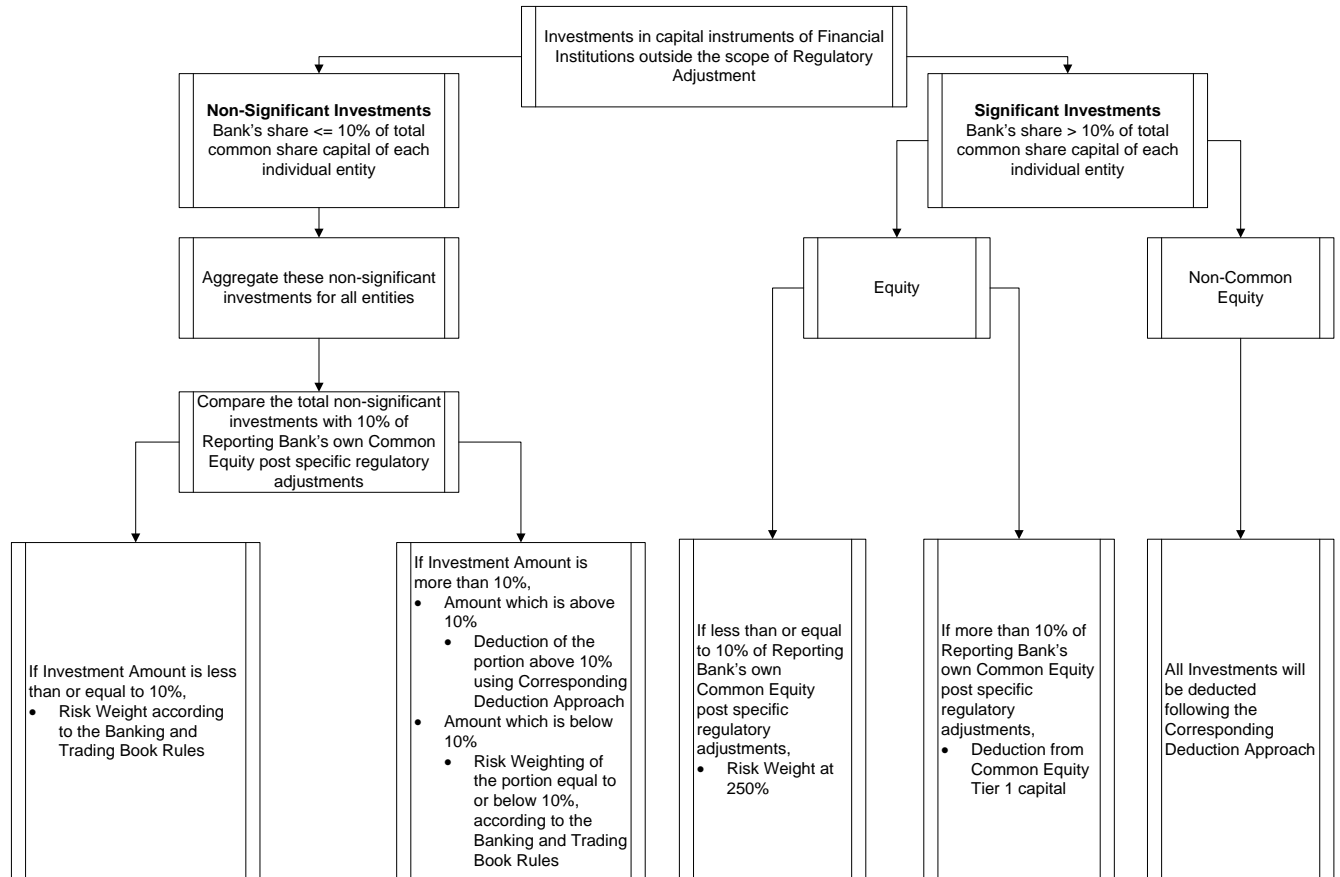 Investments in capital instruments of Financial
Institutions outside the scope of Regulatory
Adjustment
Non-Significant Investments
Bank's share <= 10% of total
common share capital of each
individual entity
Significant Investments
Bank's share > 10% of total
common share capital of each
individual entity
Aggregate these non-significant
investments for all entities
Equity
Non-Common
Equity
Compare the total non-significant
investments with 10% of
Reporting Bank's own Common
Equity post specific regulatory
adjustments
If Investment Amount is less
than or equal to 10%,
• Risk Weight according
to the Banking and
Trading Book Rules
If Investment Amount is
more than 10%,
• Amount which is above
10%
• Deduction of the
portion above 10%
using Corresponding
Deduction Approach
• Amount which is below
10%
• Risk Weighting of
the portion equal to
or below 10%,
according to the
Banking and Trading
Book Rules
If less than or equal
to 10% of Reporting
Bank's own
Common Equity
post specific
regulatory
adjustments,
• Risk Weight at
250%
If more than 10% of
Reporting Bank's
own Common Equity
post specific
regulatory
adjustments,
• Deduction from
Common Equity
Tier 1 capital
All Investments will
be deducted
following the
Corresponding
Deduction Approach